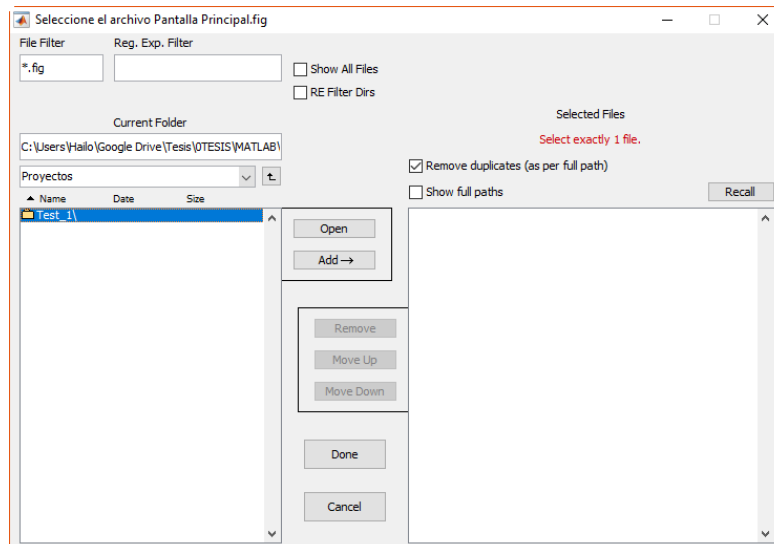 Seleccione el archivo Pantalla Principal.fig
File Filter
Reg. Exp. Filter
*.fig
Show All Files
RE Filter Dirs
Current Folder
C:\Users\Hailo\Google Drive\Tesis\0TESIS\MATLAB\
Proyectos
Name Date Size
Test_1\
Open
Add →
Remove
Move Up
Move Down
Done
Cancel
Selected Files
Select exactly 1 file.
Remove duplicates (as per full path)
Show full paths
Recall